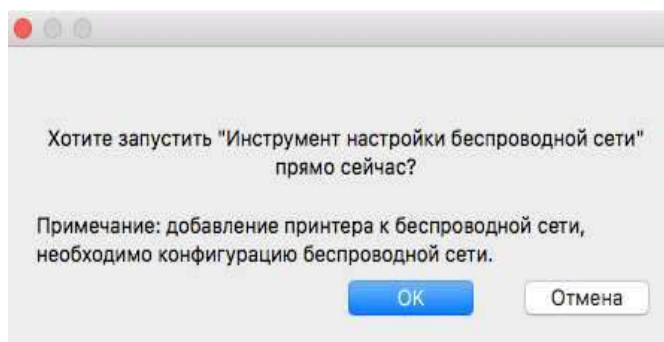 Хотите запустить "Инструмент настройки беспроводной сети"
прямо сейчас?
Примечание: добавление принтера к беспроводной сети,
необходимо конфигурацию беспроводной сети.
OK
Отмена